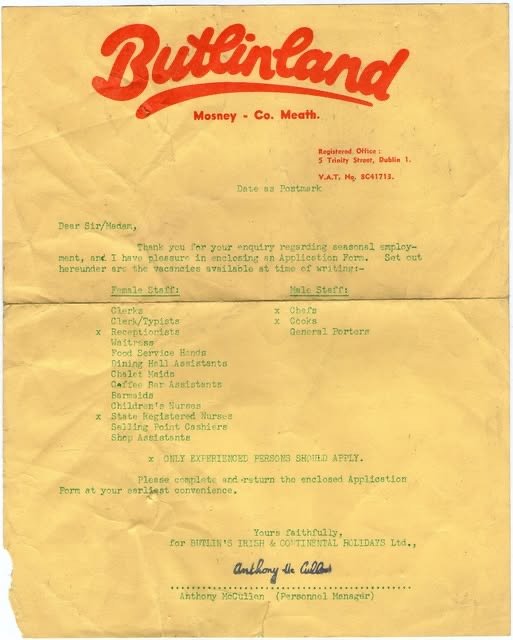 Butlinland
Mosney - Co. Meath.
Registered Office :
5 Trinity Street, Dublin 1.
V.A.T. No. 8C41713.
Date as Postmark
Dear Sir/Madam,
Thank you for your enquiry regarding seasonal employ-
ment, and I have pleasure in enclosing an Application Form. Set out
hereunder are the vacancies available at time of writing:-
Female Staff: Male Staff:
Clerks x Chefs
Clerk/Typists x Cooks
x Receptionists General Porters
Waitress
Food Service Hands
Dining Hall Assistants
Chalet Maids
Coffee Bar Assistants
Barmaids
Children's Nurses
x State Registered Nurses
Selling Point Cashiers
Shop Assistants
x ONLY EXPERIENCED PERSONS SHOULD APPLY.
Please complete and return the enclosed Application
Form at your earliest convenience.
Yours faithfully,
for BUTLIN'S IRISH & CONTINENTAL HOLIDAYS Ltd.,
Anthony Mc Cullen
Anthony McCullen (Personnel Manager)